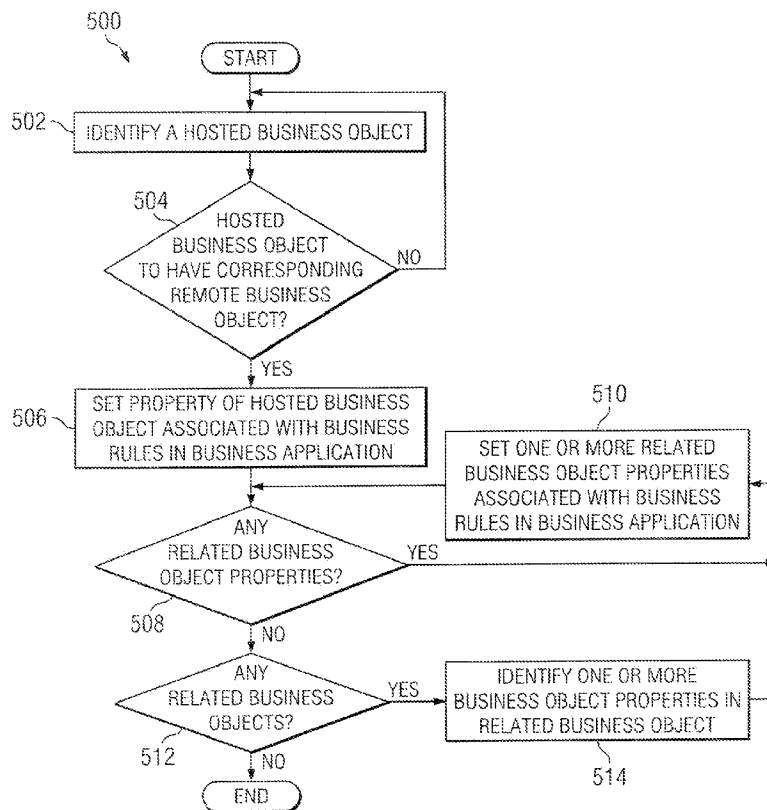 500
START
502
IDENTIFY A HOSTED BUSINESS OBJECT
504
HOSTED
BUSINESS OBJECT
TO HAVE CORRESPONDING
REMOTE BUSINESS
OBJECT?
NO
YES
506
SET PROPERTY OF HOSTED BUSINESS
OBJECT ASSOCIATED WITH BUSINESS
RULES IN BUSINESS APPLICATION
510
SET ONE OR MORE RELATED
BUSINESS OBJECT PROPERTIES
ASSOCIATED WITH BUSINESS
RULES IN BUSINESS APPLICATION
ANY
RELATED BUSINESS
OBJECT PROPERTIES?
YES
508
NO
ANY
RELATED BUSINESS
OBJECTS?
YES
512
NO
IDENTIFY ONE OR MORE
BUSINESS OBJECT PROPERTIES IN
RELATED BUSINESS OBJECT
514
END